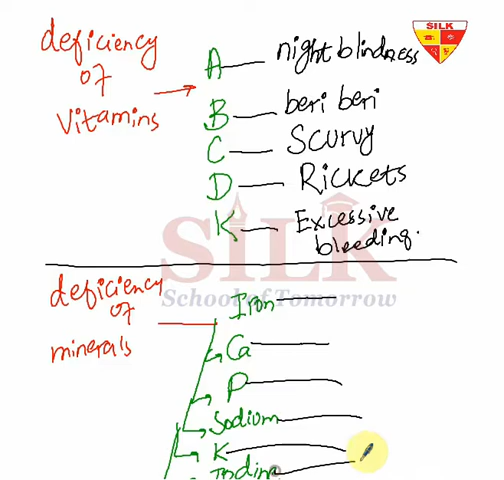 SILK
deficiency
of
Vitamins
A night blindness
B beri beri
C Scurvy
D Rickets
K Excessive
bleeding.
SILK
School of Tomorrow
deficiency
of
minerals
Iron
Ca
P
Sodium
K